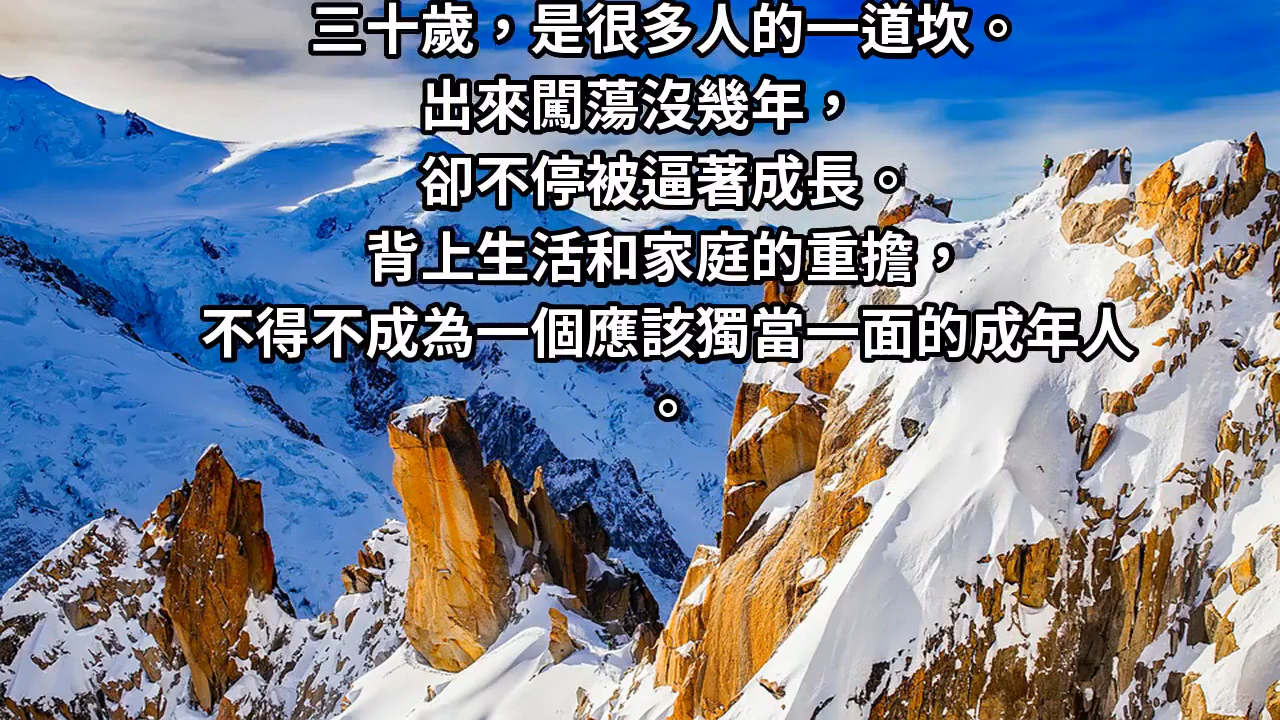 三十歲，是很多人的一道坎。
出來闖蕩沒幾年，
卻不停被逼著成長。
背上生活和家庭的重擔，
不得不成為一個應該獨當一面的成年人
。